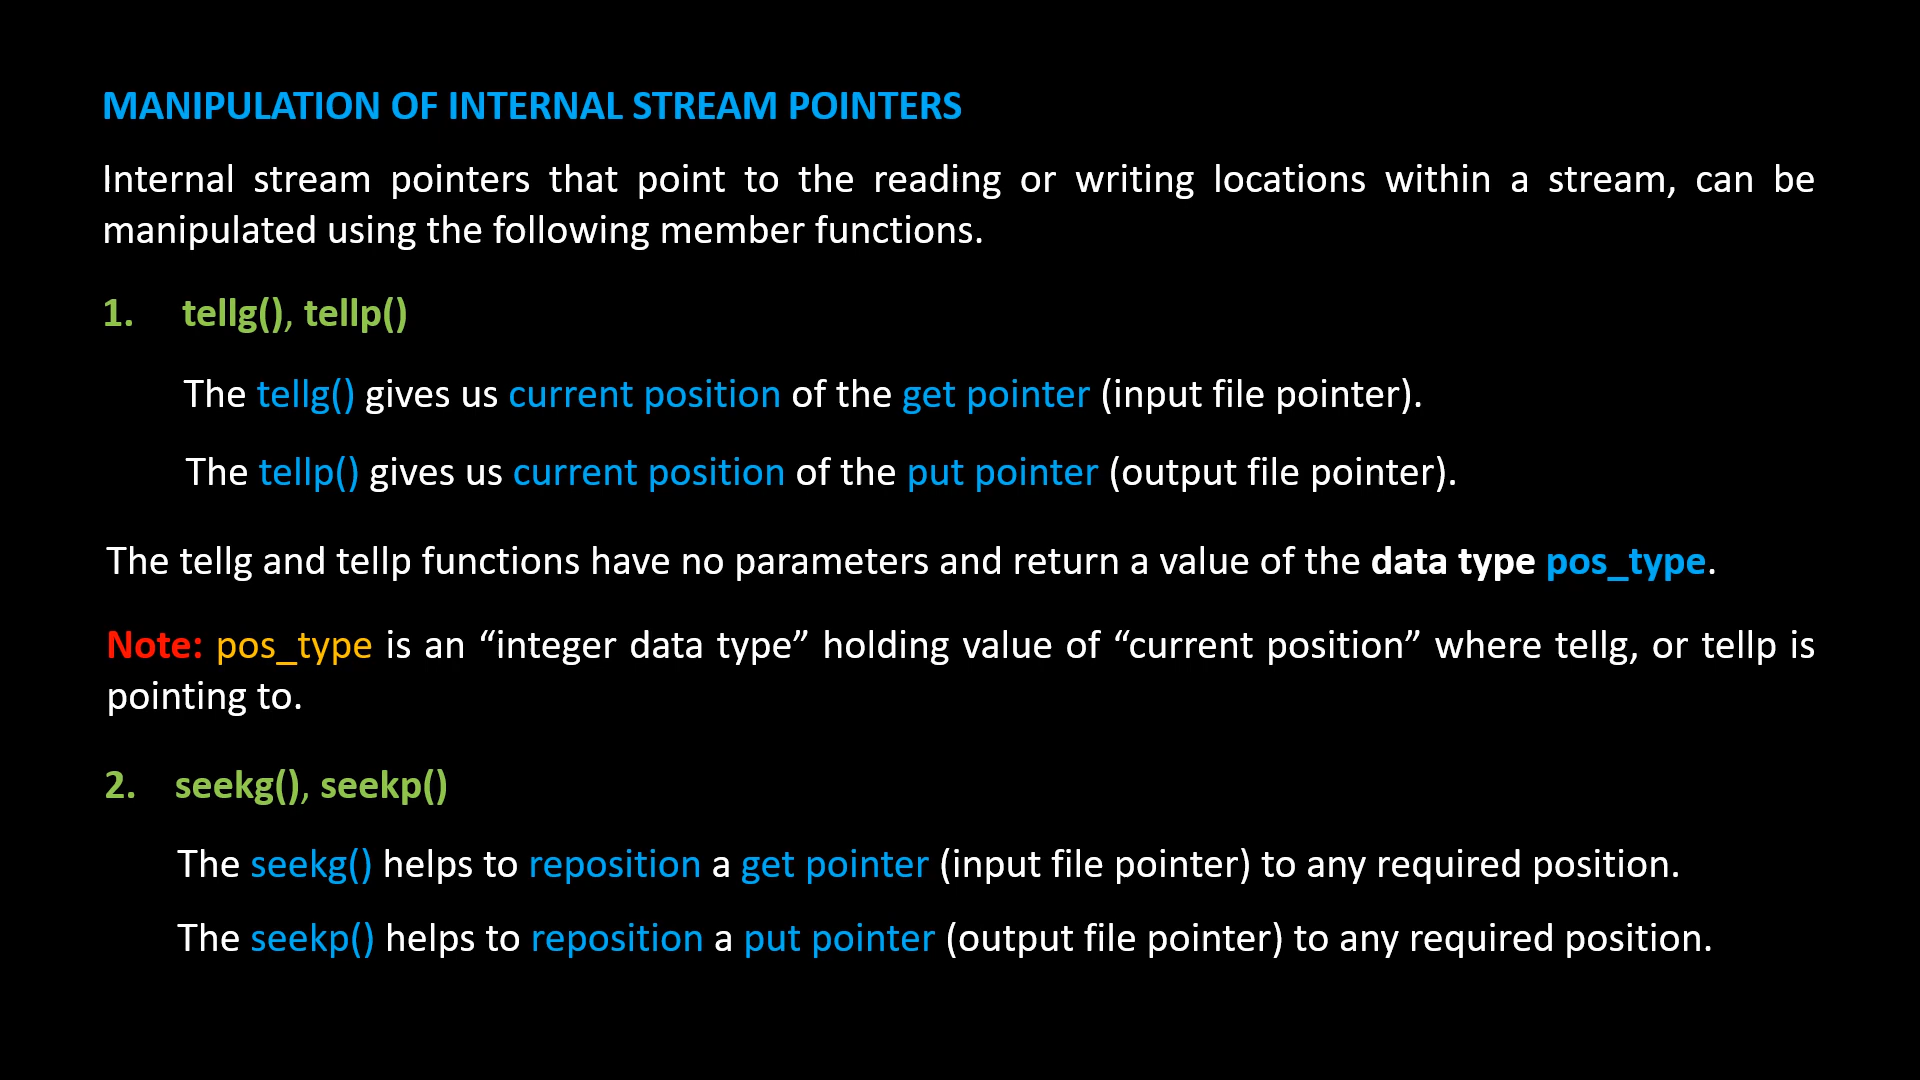 MANIPULATION OF INTERNAL STREAM POINTERS
Internal stream pointers that point to the reading or writing locations within a stream, can be
manipulated using the following member functions.
1. tellg(), tellp()
The tellg() gives us current position of the get pointer (input file pointer).
The tellp() gives us current position of the put pointer (output file pointer).
The tellg and tellp functions have no parameters and return a value of the data type pos_type.
Note: pos_type is an “integer data type” holding value of “current position” where tellg, or tellp is
pointing to.
2. seekg(), seekp()
The seekg() helps to reposition a get pointer (input file pointer) to any required position.
The seekp() helps to reposition a put pointer (output file pointer) to any required position.